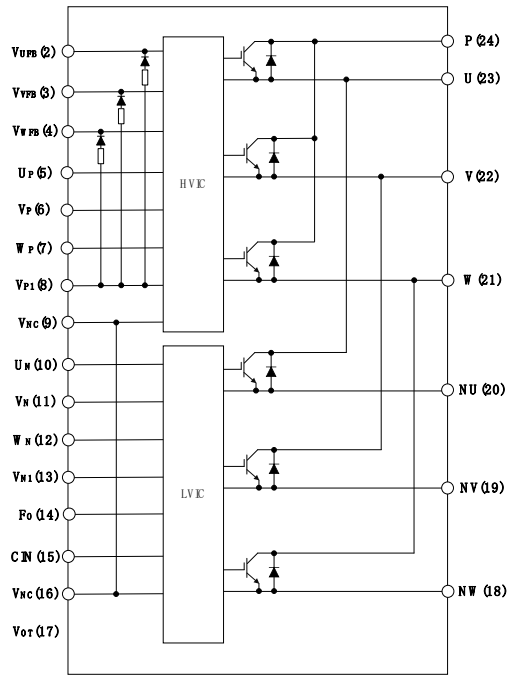 VUFB (2)
VVFB (3)
VWFB (4)
UP (5)
VP (6)
WP (7)
VP1 (8)
VNC (9)
UN (10)
VN (11)
WN (12)
VN1 (13)
FO (14)
CIN (15)
VNC (16)
VOT (17)
HVIC
LVIC
P (24)
U (23)
V (22)
W (21)
NU (20)
NV (19)
NW (18)